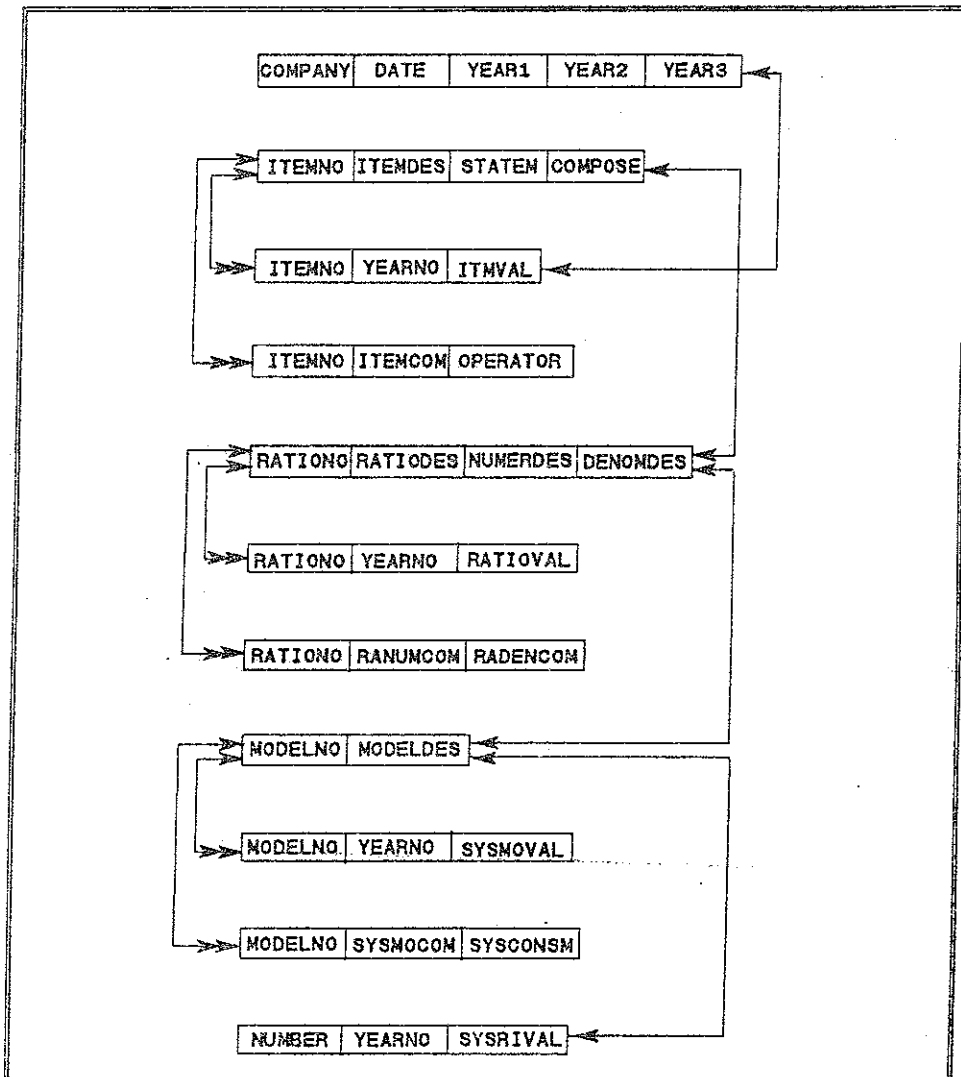 COMPANY DATE YEAR1 YEAR2 YEAR3
ITEMNO ITEMDES STATEM COMPOSE
ITEMNO YEARNO ITMVAL
ITEMNO ITEMCOM OPERATOR
RATIONO RATIODES NUMERDES DENOMDES
RATIONO YEARNO RATIOVAL
RATIONO RANUMCOM RADENCOM
MODELNO MODELDES
MODELNO YEARNO SYSMOVAL
MODELNO SYSMOCOM SYSCONSM
NUMBER YEARNO SYSRIVAL